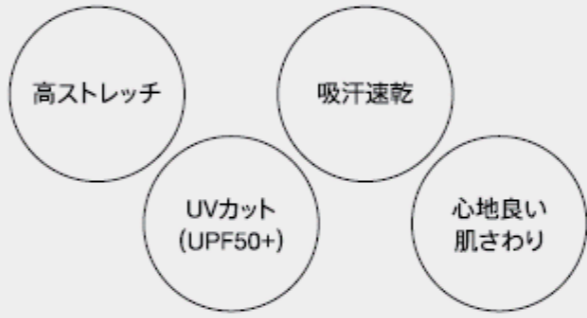 高ストレッチ
吸汗速乾
UVカット
(UPF50+)
心地良い
肌さわり